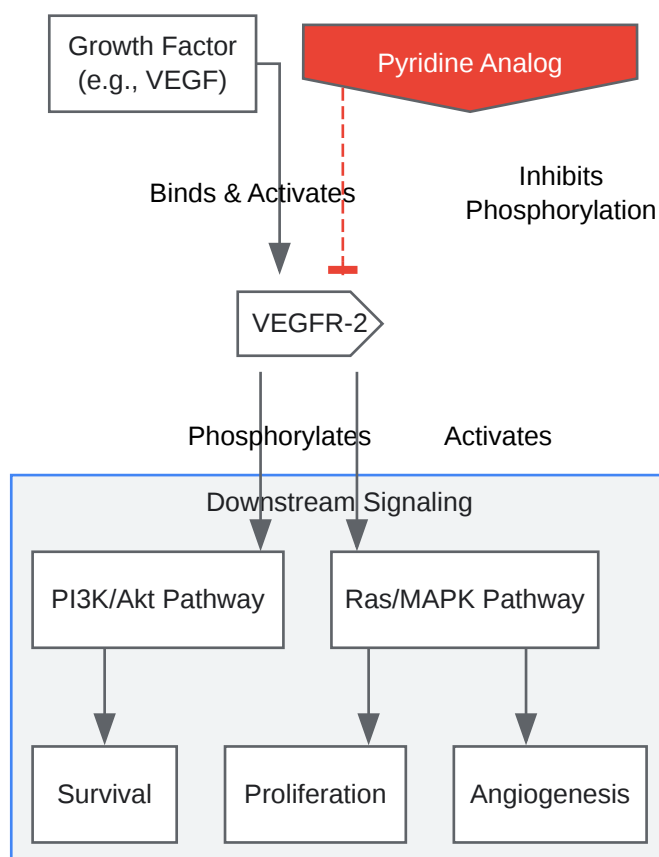 Growth Factor
(e.g., VEGF)
Pyridine Analog
Binds & Activates
Inhibits
Phosphorylation
VEGFR-2
Phosphorylates
Activates
Downstream Signaling
PI3K/Akt Pathway
Ras/MAPK Pathway
Survival
Proliferation
Angiogenesis